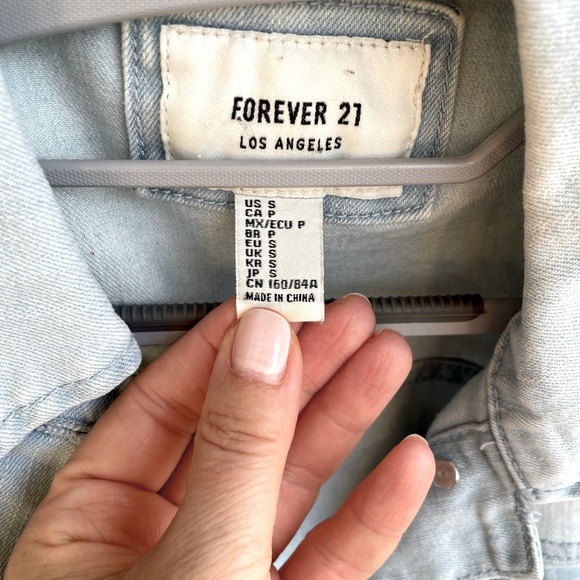 FOREVER 21
LOS ANGELES
US S
CA P
MX/ECU P
BR P
EU S
UK S
KR S
JP S
CN 160/84A
MADE IN CHINA